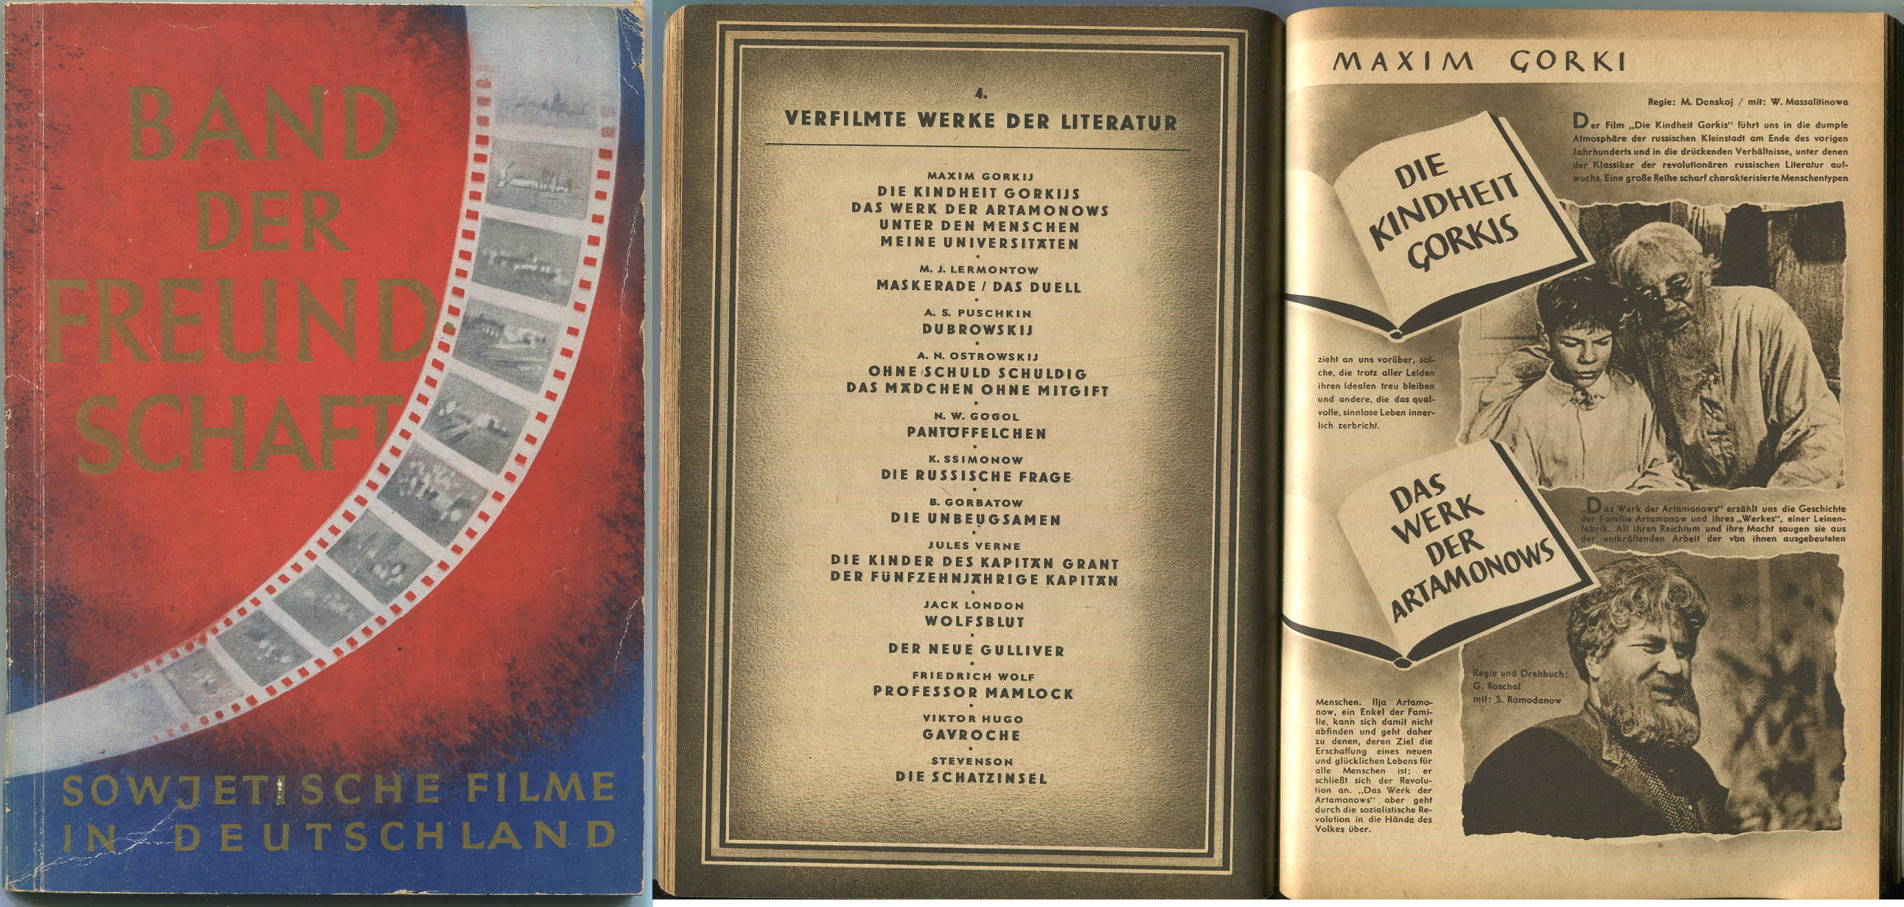 BAND
DER
FREUND
SCHAFT
SOWJETISCHE FILME
IN DEUTSCHLAND
4.
VERFILMTE WERKE DER LITERATUR
MAXIM GORKIJ
DIE KINDHEIT GORKIJS
DAS WERK DER ARTAMONOWS
UNTER DEN MENSCHEN
MEINE UNIVERSITÄTEN
M. J. LERMONTOW
MASKERADE / DAS DUELL
A. S. PUSCHKIN
DUBROWSKIJ
A. N. OSTROWSKIJ
OHNE SCHULD SCHULDIG
DAS MÄDCHEN OHNE MITGIFT
N. W. GOGOL
PANTÖFFELCHEN
K. SSIMONOW
DIE RUSSISCHE FRAGE
B. GORBATOW
DIE UNBEUGSAMEN
JULES VERNE
DIE KINDER DES KAPITÄN GRANT
DER FÜNFZEHNJÄHRIGE KAPITÄN
JACK LONDON
WOLFSBLUT
DER NEUE GULLIVER
FRIEDRICH WOLF
PROFESSOR MAMLOCK
VIKTOR HUGO
GAVROCHE
STEVENSON
DIE SCHATZINSEL
MAXIM GORKI
Regie: M. Donskoj / mit: W. Massalitinowa
DIE
KINDHEIT
GORKIS
Der Film „Die Kindheit Gorkis" führt uns in die dumpfe
Atmosphäre der russischen Kleinstadt am Ende des vorigen
Jahrhunderts und in die drückenden Verhältnisse, unter denen
der Klassiker der revolutionären russischen Literatur auf-
wuchs. Eine große Reihe scharf charakterisierte Menschentypen
zieht an uns vorüber, sol-
che, die trotz aller Leiden
ihren Idealen treu bleiben
und andere, die das qual-
volle, sinnlose Leben inner-
lich zerbricht.
DAS
WERK
DER
ARTAMONOWS
„Das Werk der Artamonows" erzählt uns die Geschichte
der Familie Artamonow und ihres „Werkes", einer Leinen-
fabrik. All ihren Reichtum und ihre Macht saugen sie aus
der entkräftenden Arbeit der von ihnen ausgebeuteten
Regie und Drehbuch:
G. Roschal
mit: S. Romodanow
Menschen. Ilja Artamo-
now, ein Enkel der Fami-
lie, kann sich damit nicht
abfinden und geht daher
zu denen, deren Ziel die
Erschaffung eines neuen
und glücklichen Lebens für
alle Menschen ist; er
schließt sich der Revolu-
tion an. „Das Werk der
Artamonows" aber geht
durch die sozialistische Re-
volution in die Hände des
Volkes über.